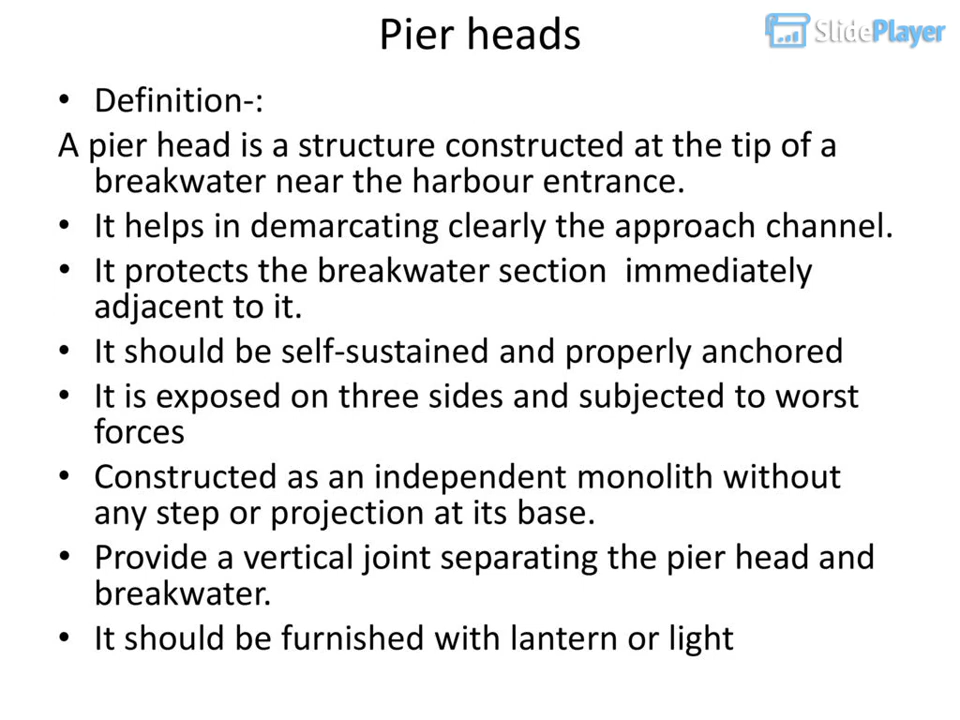 Pier heads
SlidePlayer
• Definition-:
A pier head is a structure constructed at the tip of a
breakwater near the harbour entrance.
• It helps in demarcating clearly the approach channel.
• It protects the breakwater section  immediately
adjacent to it.
• It should be self-sustained and properly anchored
• It is exposed on three sides and subjected to worst
forces
• Constructed as an independent monolith without
any step or projection at its base.
• Provide a vertical joint separating the pier head and
breakwater.
• It should be furnished with lantern or light